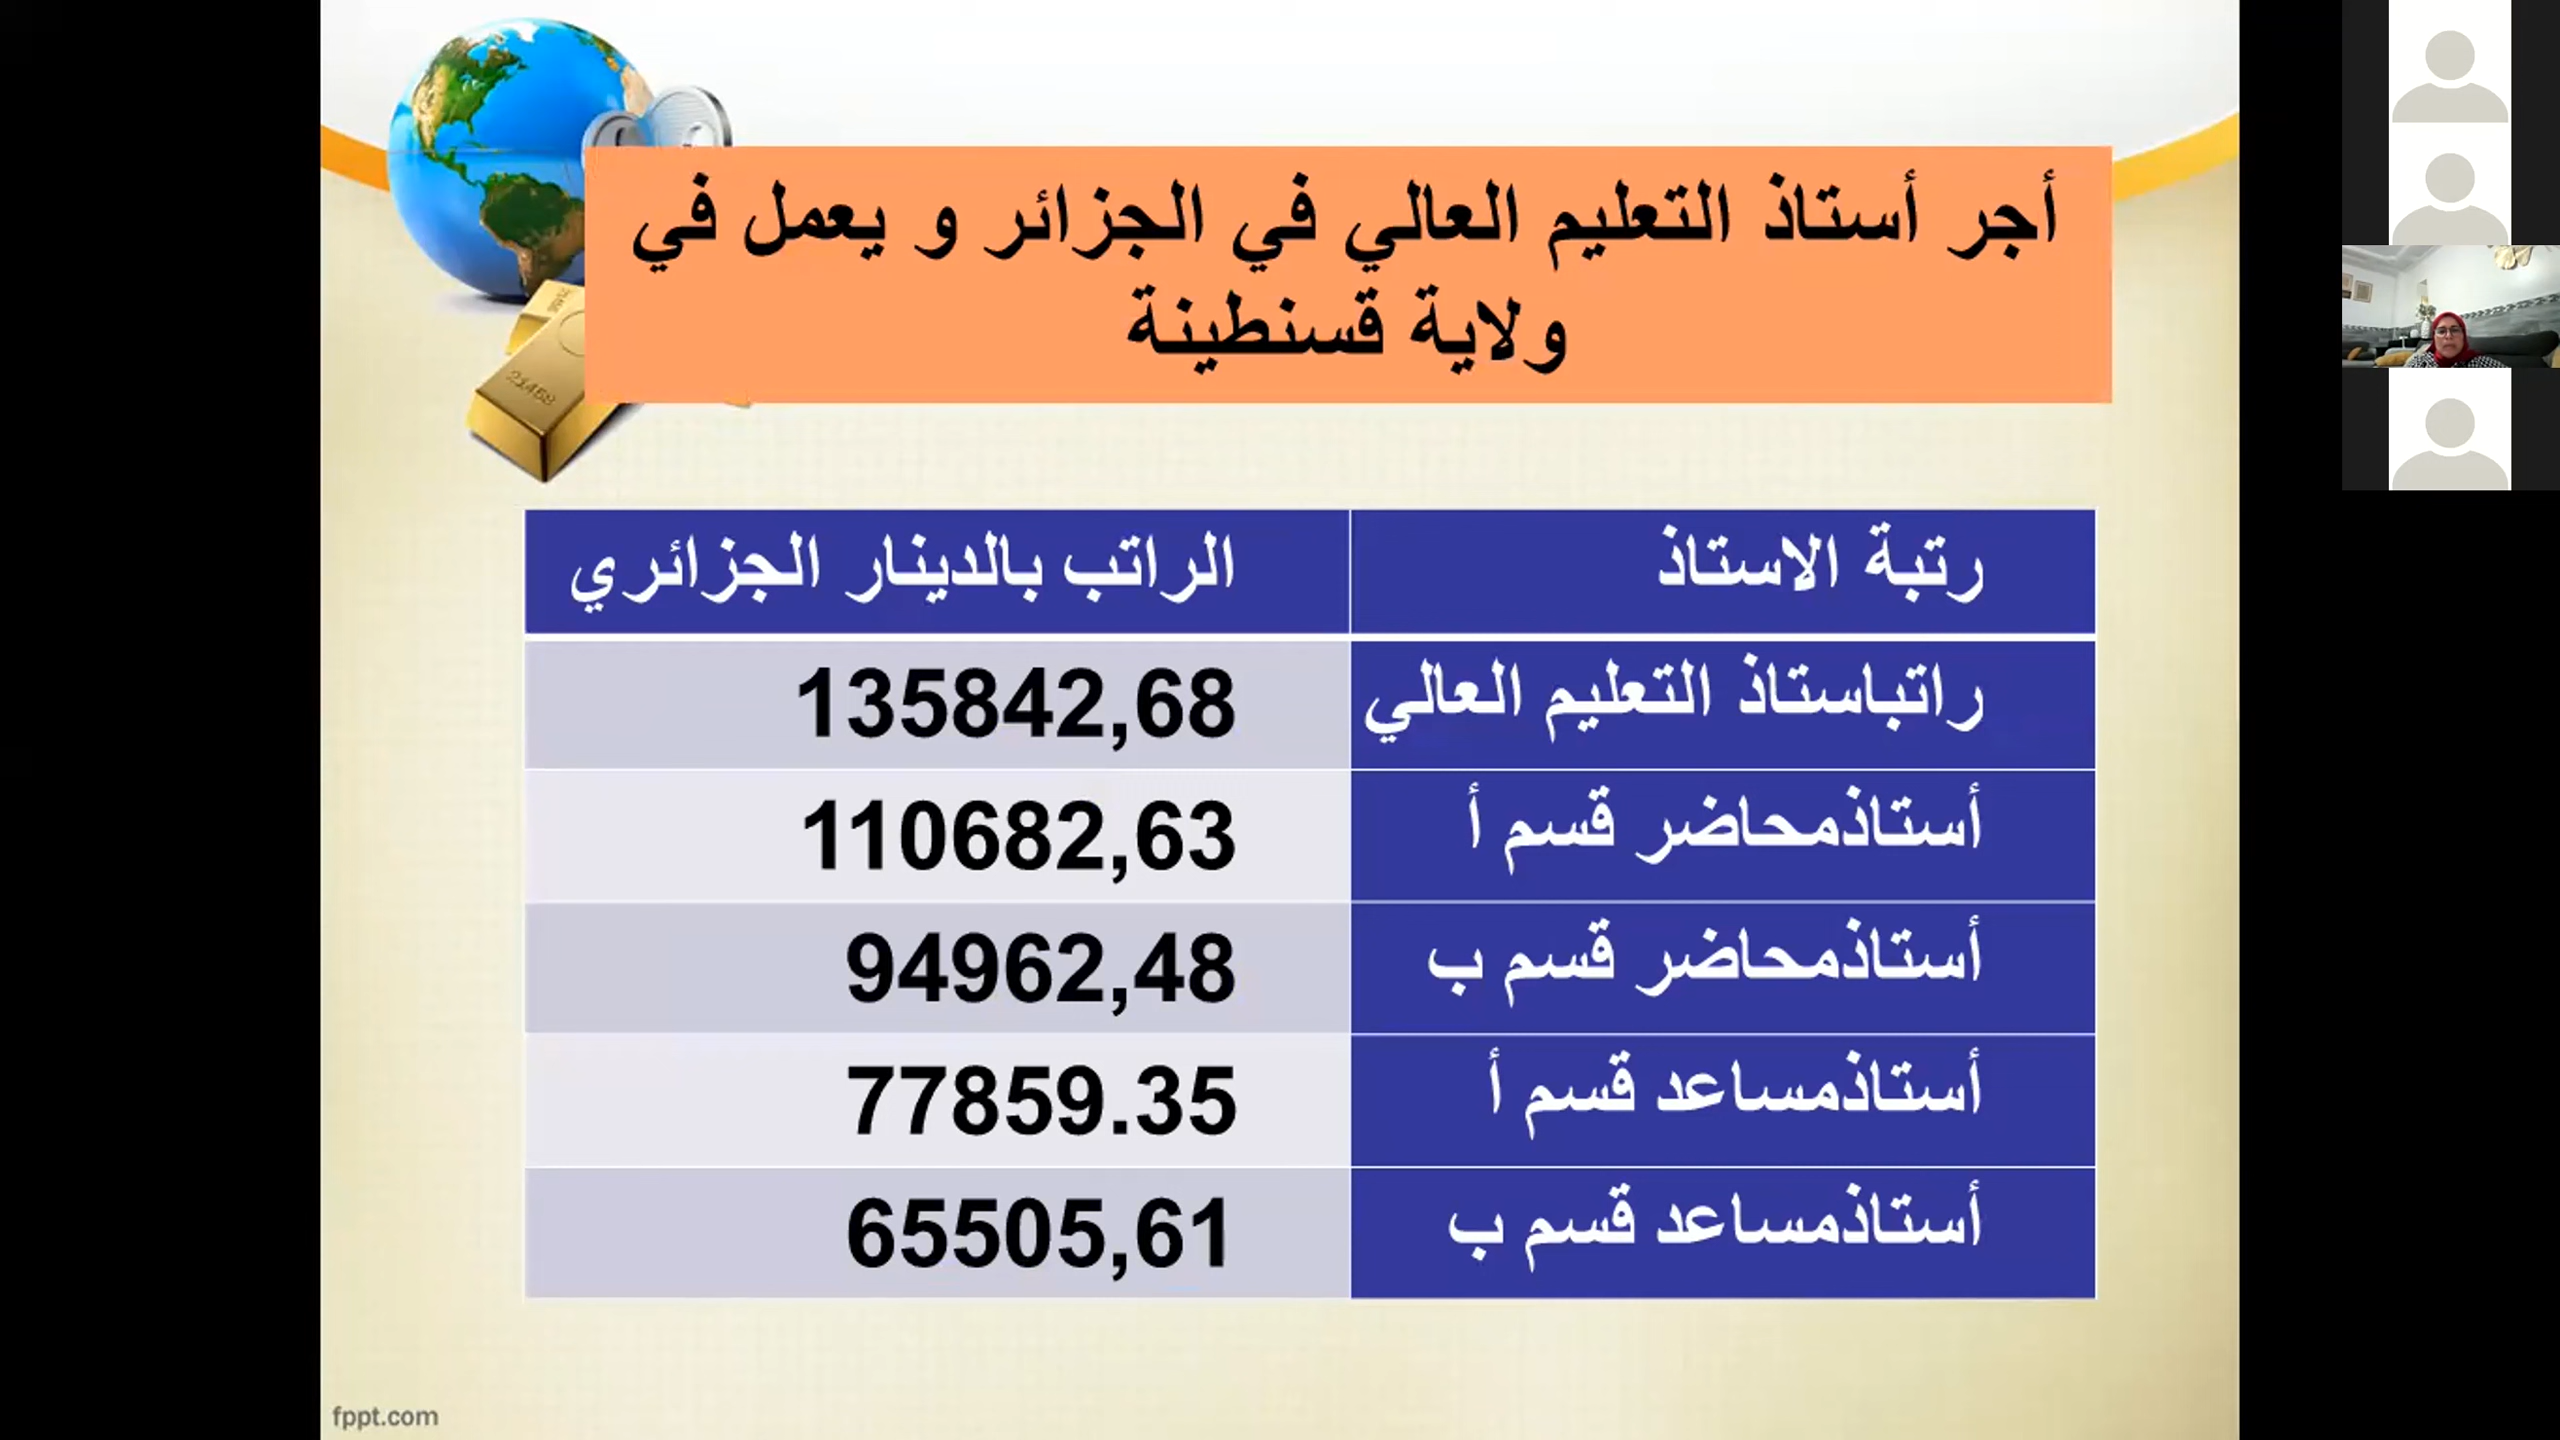 أجر أستاذ التعليم العالي في الجزائر و يعمل في
ولاية قسنطينة
رتبة الاستاذ
الراتب بالدينار الجزائري
راتباستاذ التعليم العالي
135842,68
أستاذمحاضر قسم أ
110682,63
أستاذمحاضر قسم ب
94962,48
أستاذمساعد قسم أ
77859.35
أستاذمساعد قسم ب
65505,61
fppt.com